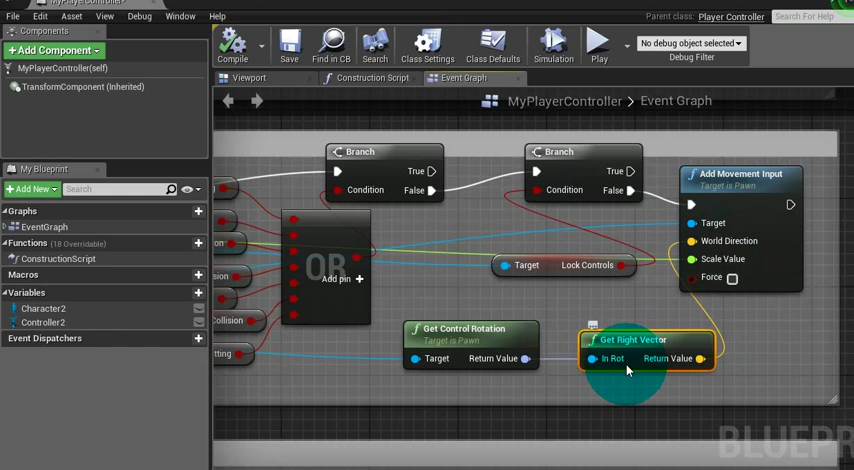 MyPlayerController*
File Edit Asset View Debug Window Help
Parent class: Player Controller
Search For Help
Components
+Add Component
MyPlayerController(self)
TransformComponent (Inherited)
Compile
Save
Find in CB
Search
Class Settings
Class Defaults
Simulation
Play
No debug object selected
Debug Filter
Viewport
Construction Script
Event Graph
MyPlayerController > Event Graph
My Blueprint
+Add New
Search
Graphs
EventGraph
Functions (18 Overridable)
ConstructionScript
Macros
Variables
Character2
Controller2
Event Dispatchers
Branch
True
Condition
False
Branch
True
Condition
False
Add Movement Input
Target is Pawn
Target
World Direction
Scale Value
Force
OR
Add pin +
Target
Lock Controls
on
sion
Collision
tting
Get Control Rotation
Target is Pawn
Target
Return Value
Get Right Vector
In Rot
Return Value
BLUEPR